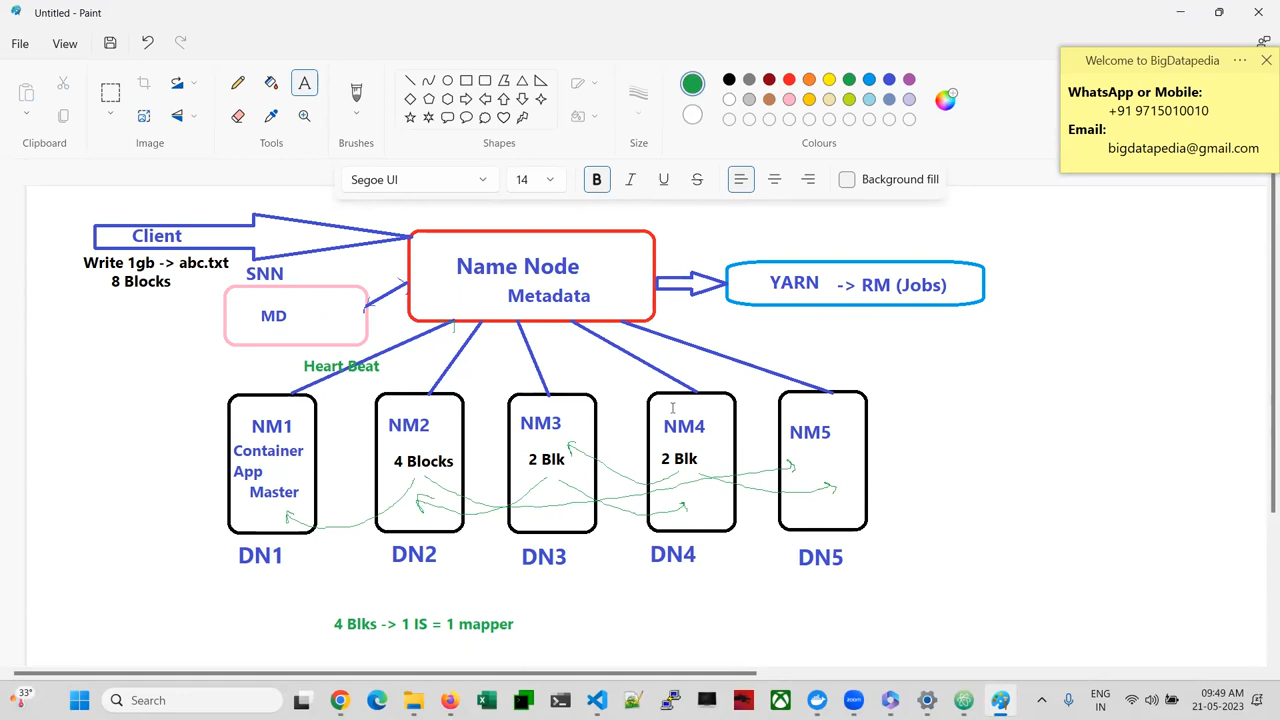 Untitled - Paint
File
View
Clipboard
Image
Tools
Brushes
Shapes
Size
Colours
Segoe UI
14
B
I
U
S
Background fill
Welcome to BigDatapedia
WhatsApp or Mobile:
+91 9715010010
Email:
bigdatapedia@gmail.com
Client
Write 1gb -> abc.txt
8 Blocks
SNN
MD
Name Node
Metadata
YARN -> RM (Jobs)
Heart Beat
NM1
Container
App
Master
NM2
4 Blocks
NM3
2 Blk
NM4
2 Blk
NM5
DN1
DN2
DN3
DN4
DN5
4 Blks -> 1 IS = 1 mapper
33°
Search
ENG
IN
09:49 AM
21-05-2023